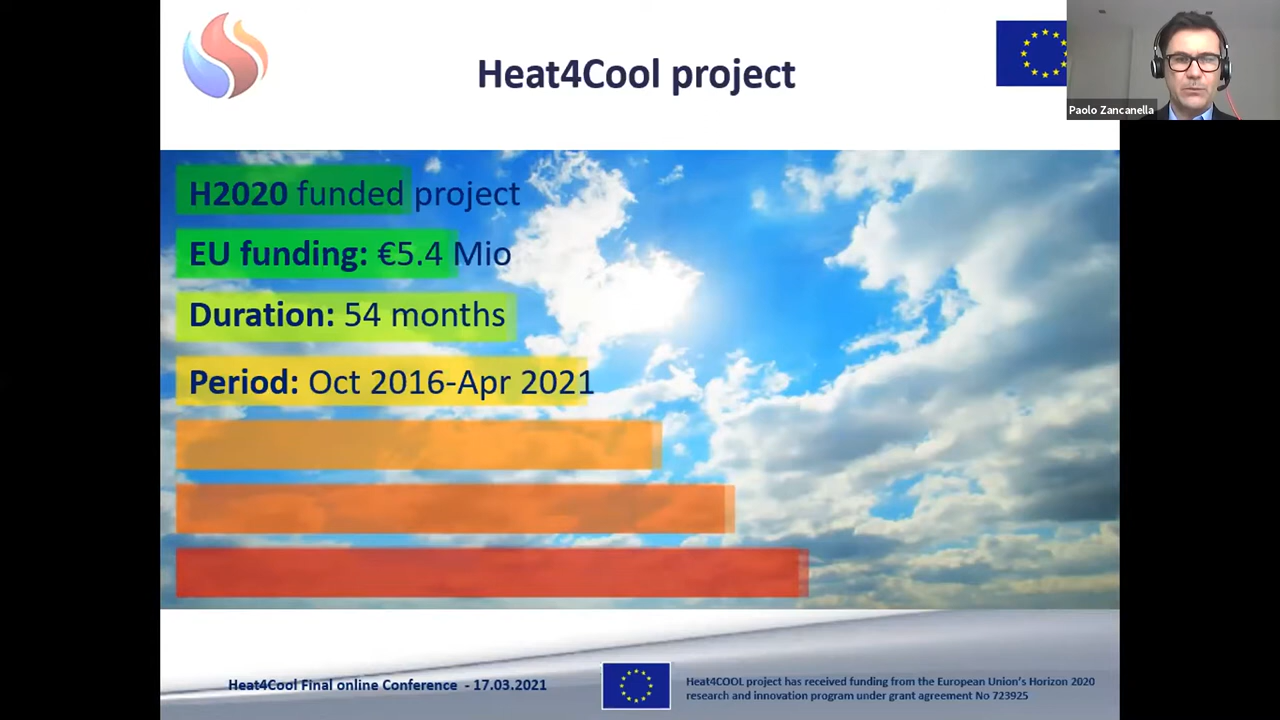 Heat4Cool project
Paolo Zancanella
H2020 funded project
EU funding: €5.4 Mio
Duration: 54 months
Period: Oct 2016-Apr 2021
Heat4Cool Final online Conference - 17.03.2021
Heat4COOL project has received funding from the European Union's Horizon 2020
research and innovation program under grant agreement No 723925